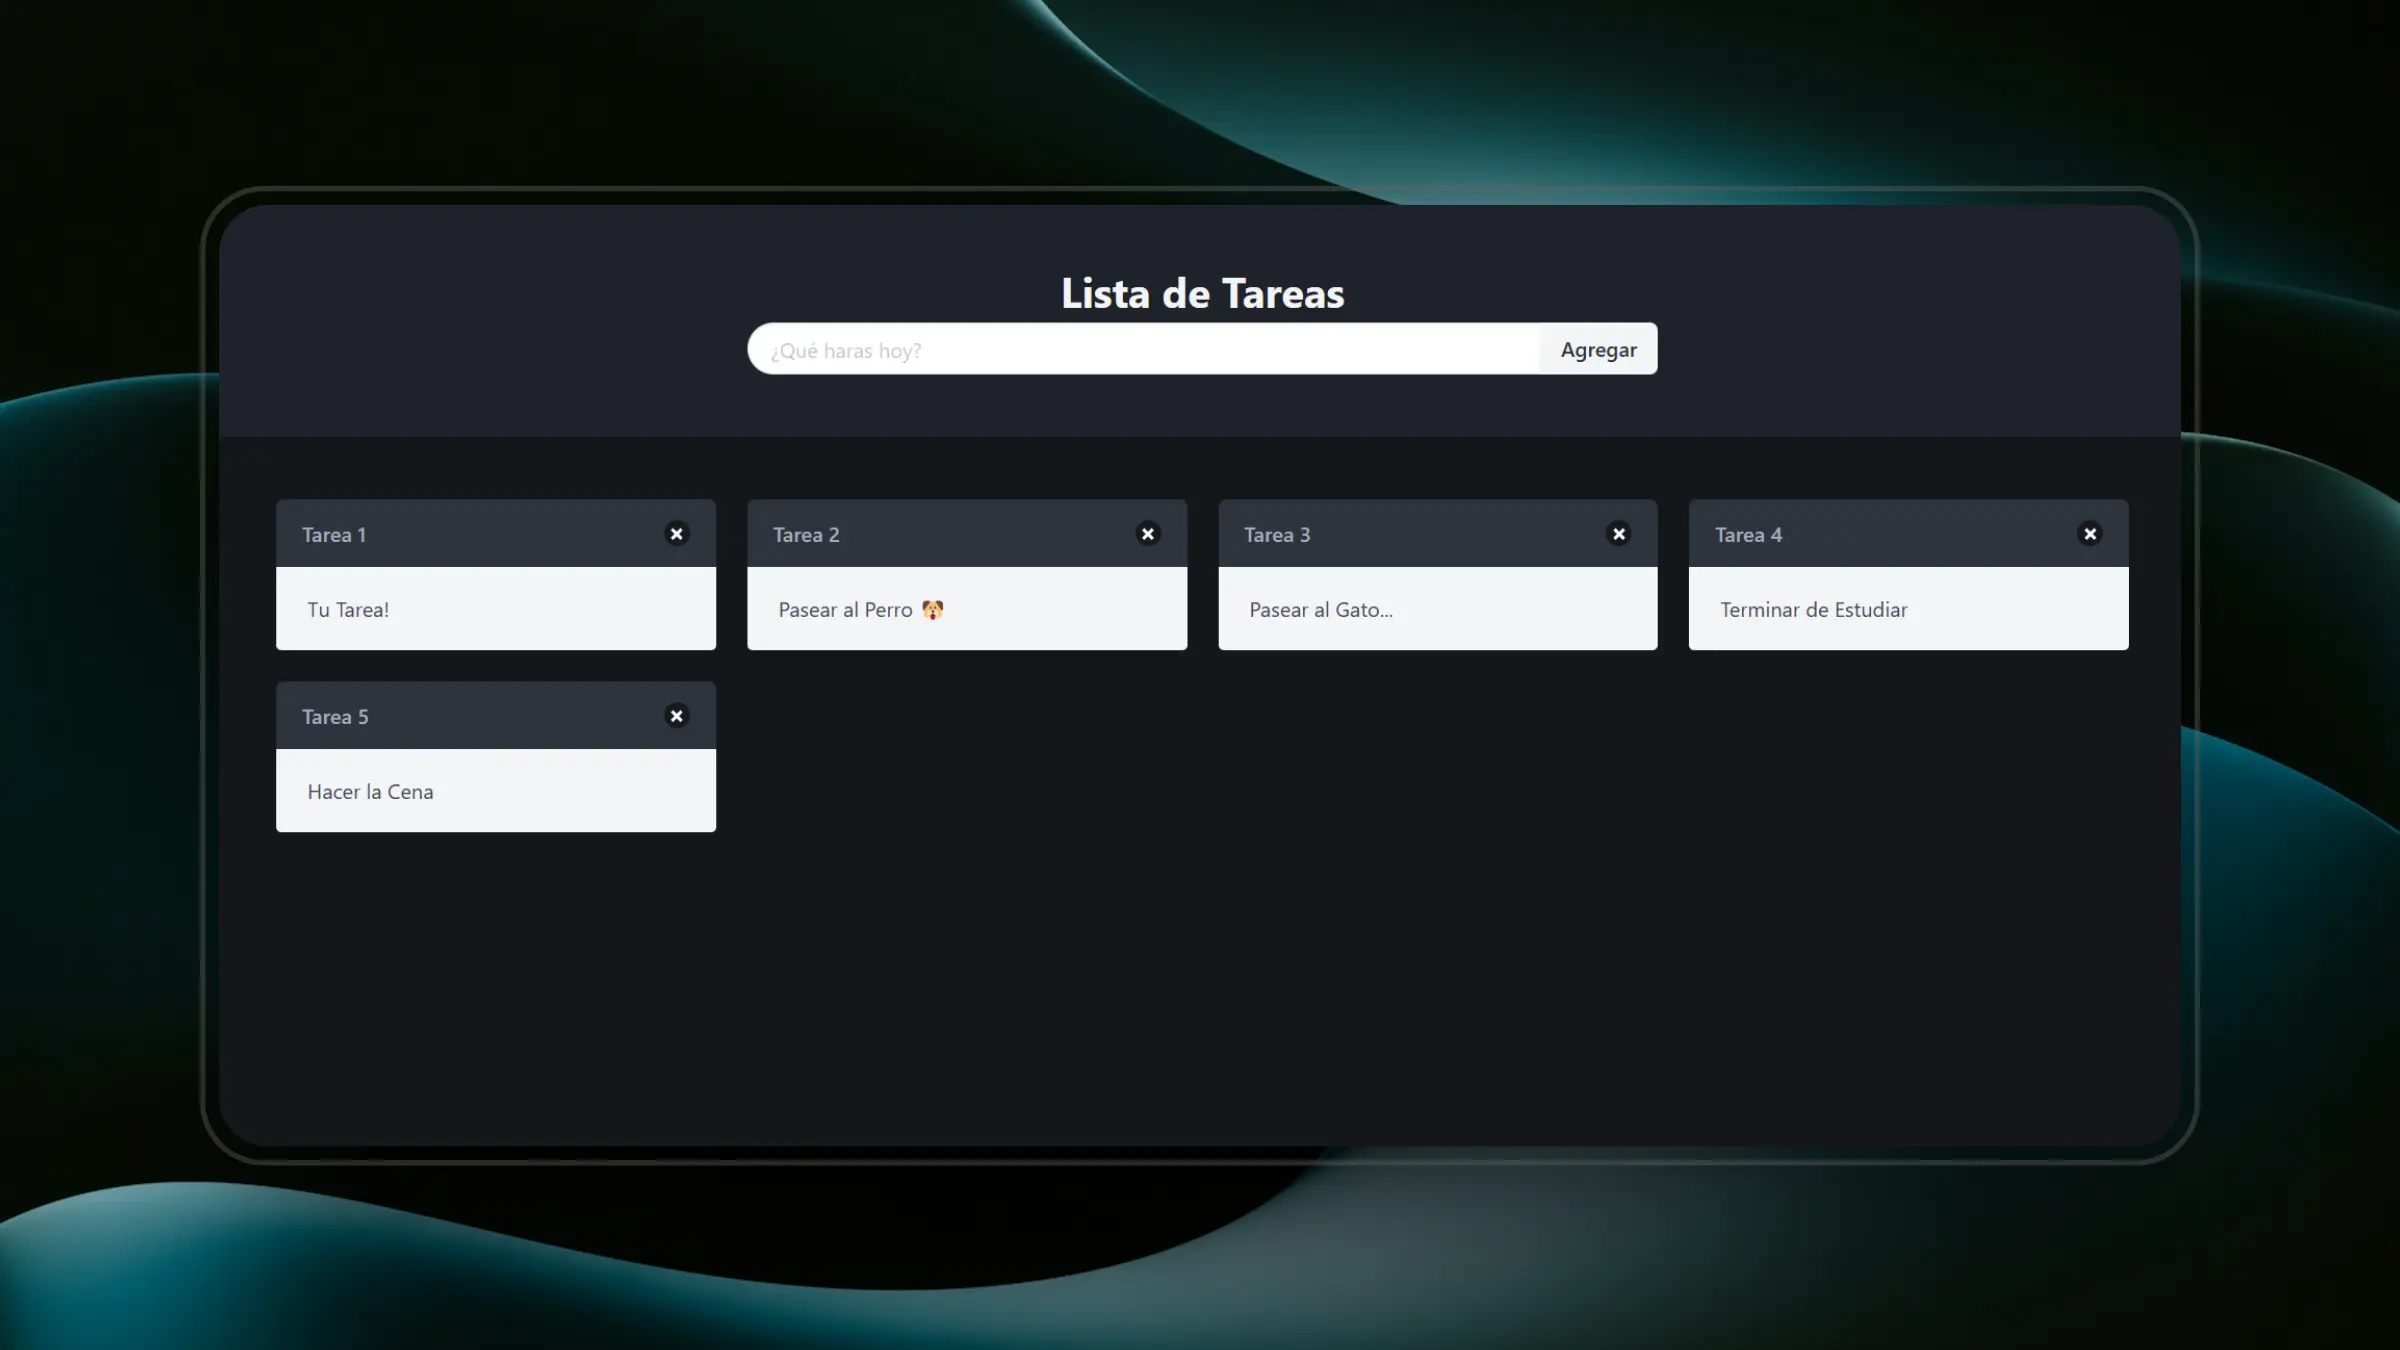 Lista de Tareas
¿Qué haras hoy?
Agregar
Tarea 1
Tu Tarea!
Tarea 2
Pasear al Perro 🐶
Tarea 3
Pasear al Gato...
Tarea 4
Terminar de Estudiar
Tarea 5
Hacer la Cena